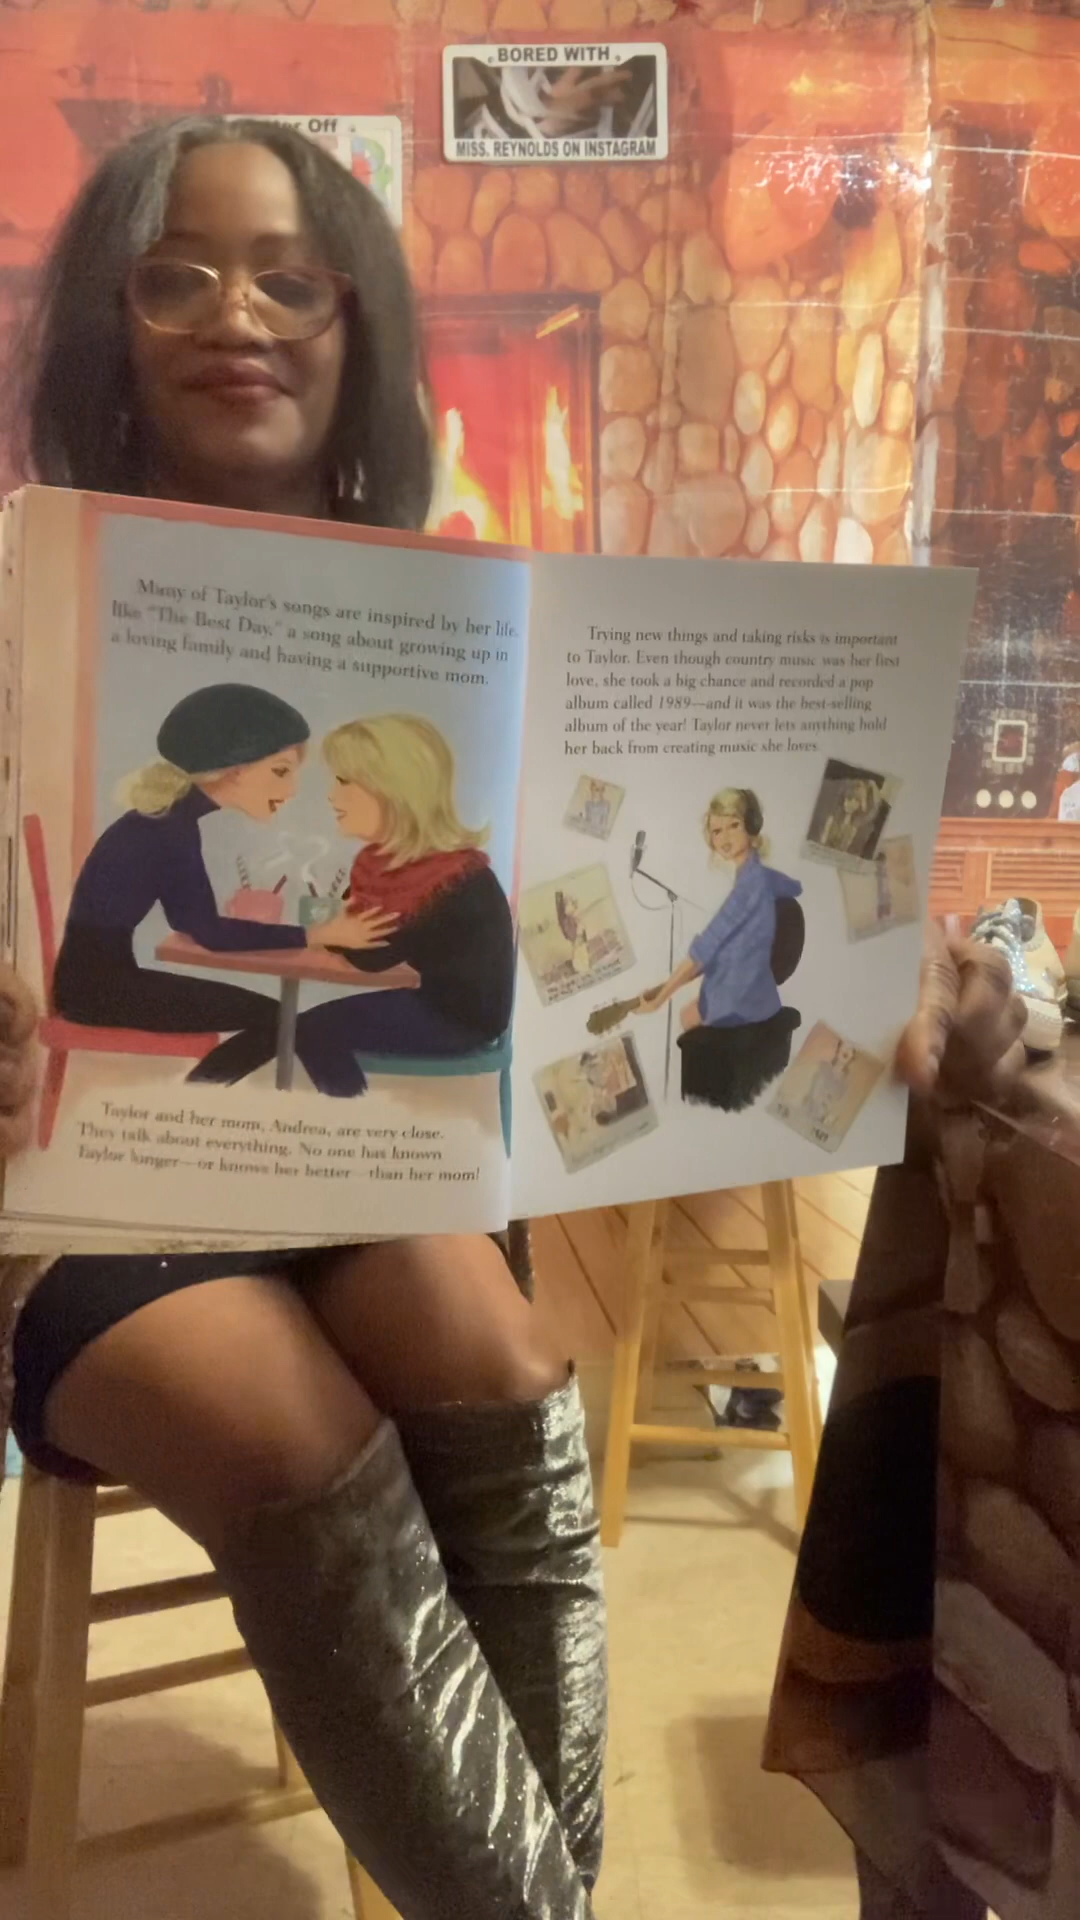 BORED WITH
MISS. REYNOLDS ON INSTAGRAM
Off
Many of Taylor's songs are inspired by her life,
like "The Best Day," a song about growing up in
a loving family and having a supportive mom.
Taylor and her mom, Andrea, are very close.
They talk about everything. No one has known
Taylor longer—or knows her better—than her mom!
Trying new things and taking risks is important
to Taylor. Even though country music was her first
love, she took a big chance and recorded a pop
album called 1989—and it was the best-selling
album of the year! Taylor never lets anything hold
her back from creating music she loves.